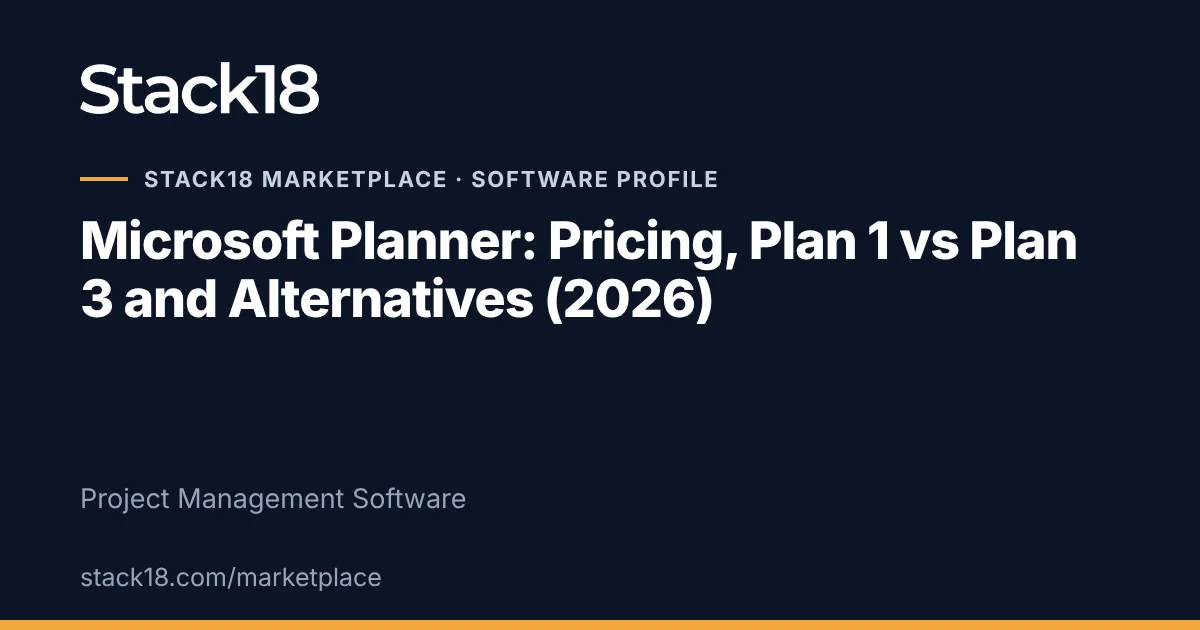 Stack18
STACK18 MARKETPLACE · SOFTWARE PROFILE
Microsoft Planner: Pricing, Plan 1 vs Plan
3 and Alternatives (2026)
Project Management Software
stack18.com/marketplace